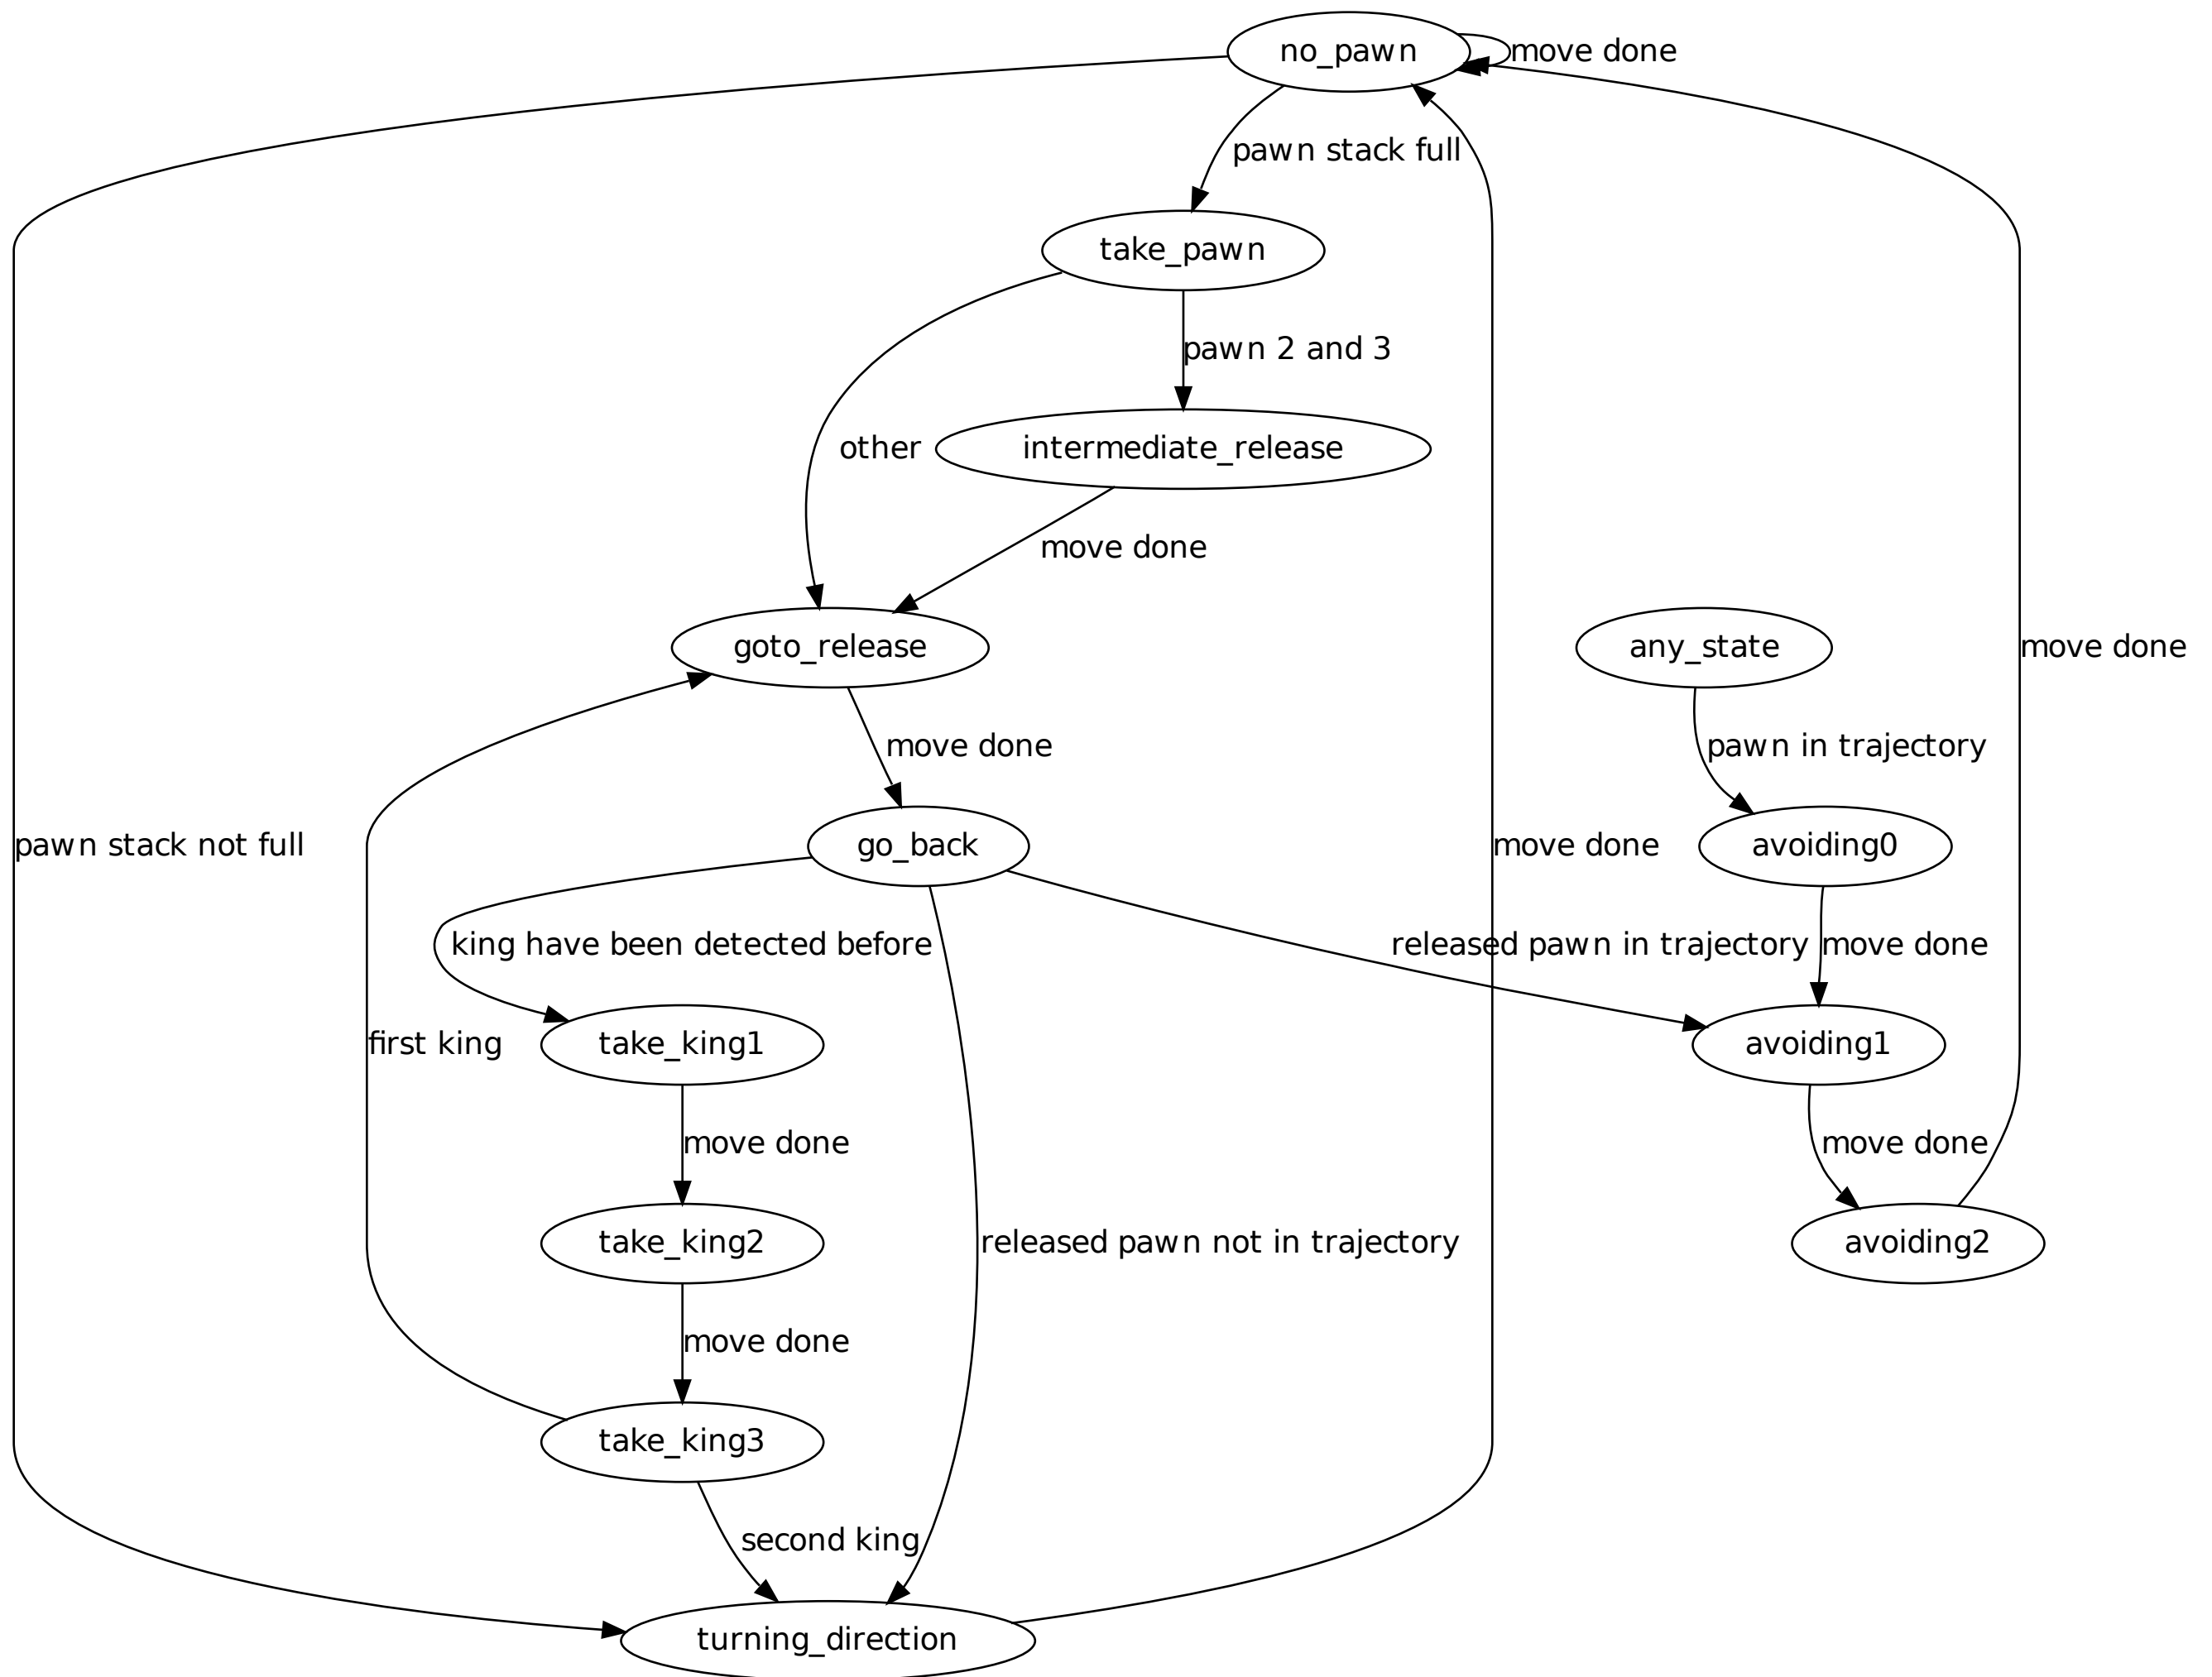 no_pawn
move done
pawn stack full
take_pawn
pawn 2 and 3
other
intermediate_release
move done
goto_release
any_state
move done
move done
pawn in trajectory
pawn stack not full
go_back
move done
avoiding0
king have been detected before
released pawn in trajectory
move done
first king
take_king1
avoiding1
move done
move done
take_king2
released pawn not in trajectory
avoiding2
move done
take_king3
second king
turning_direction